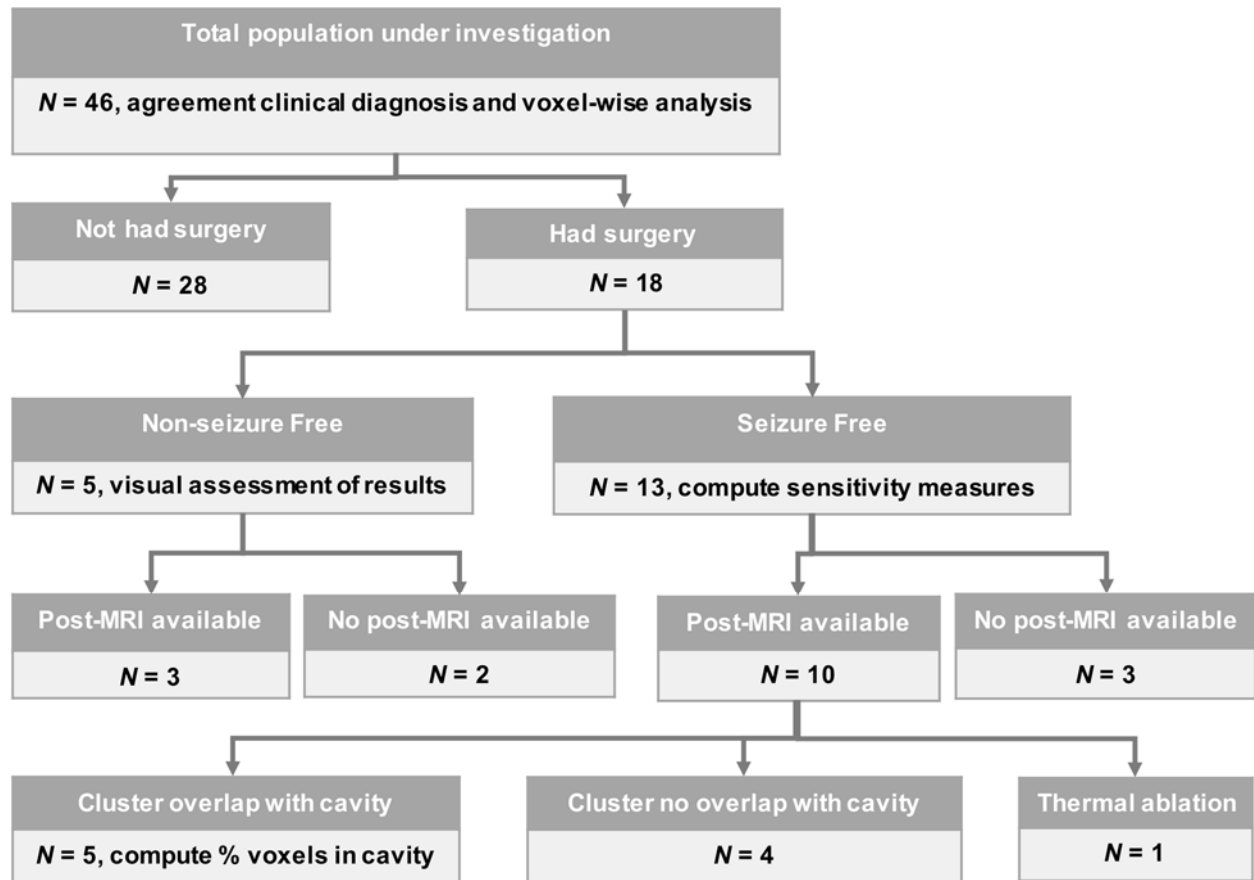 Total population under investigation
N = 46, agreement clinical diagnosis and voxel-wise analysis
Not had surgery
N = 28
Had surgery
N = 18
Non-seizure Free
N = 5, visual assessment of results
Seizure Free
N = 13, compute sensitivity measures
Post-MRI available
N = 3
No post-MRI available
N = 2
Post-MRI available
N = 10
No post-MRI available
N = 3
Cluster overlap with cavity
N = 5, compute % voxels in cavity
Cluster no overlap with cavity
N = 4
Thermal ablation
N = 1